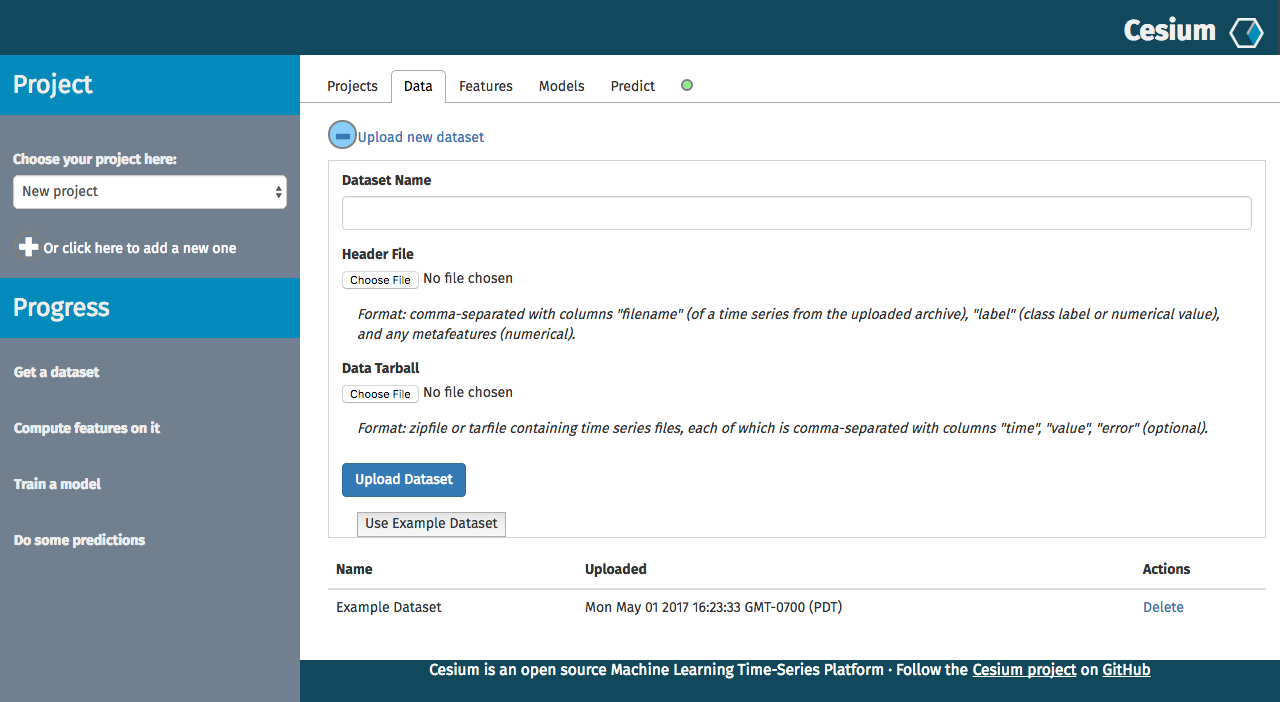 Cesium
Project
Choose your project here:
New project
Or click here to add a new one
Progress
Get a dataset
Compute features on it
Train a model
Do some predictions
Projects Data Features Models Predict
Upload new dataset
Dataset Name
Header File
Choose File No file chosen
Format: comma-separated with columns "filename" (of a time series from the uploaded archive), "label" (class label or numerical value),
and any metafeatures (numerical).
Data Tarball
Choose File No file chosen
Format: zipfile or tarfile containing time series files, each of which is comma-separated with columns "time", "value", "error" (optional).
Upload Dataset
Use Example Dataset
Name Uploaded Actions
Example Dataset Mon May 01 2017 16:23:33 GMT-0700 (PDT) Delete
Cesium is an open source Machine Learning Time-Series Platform · Follow the Cesium project on GitHub